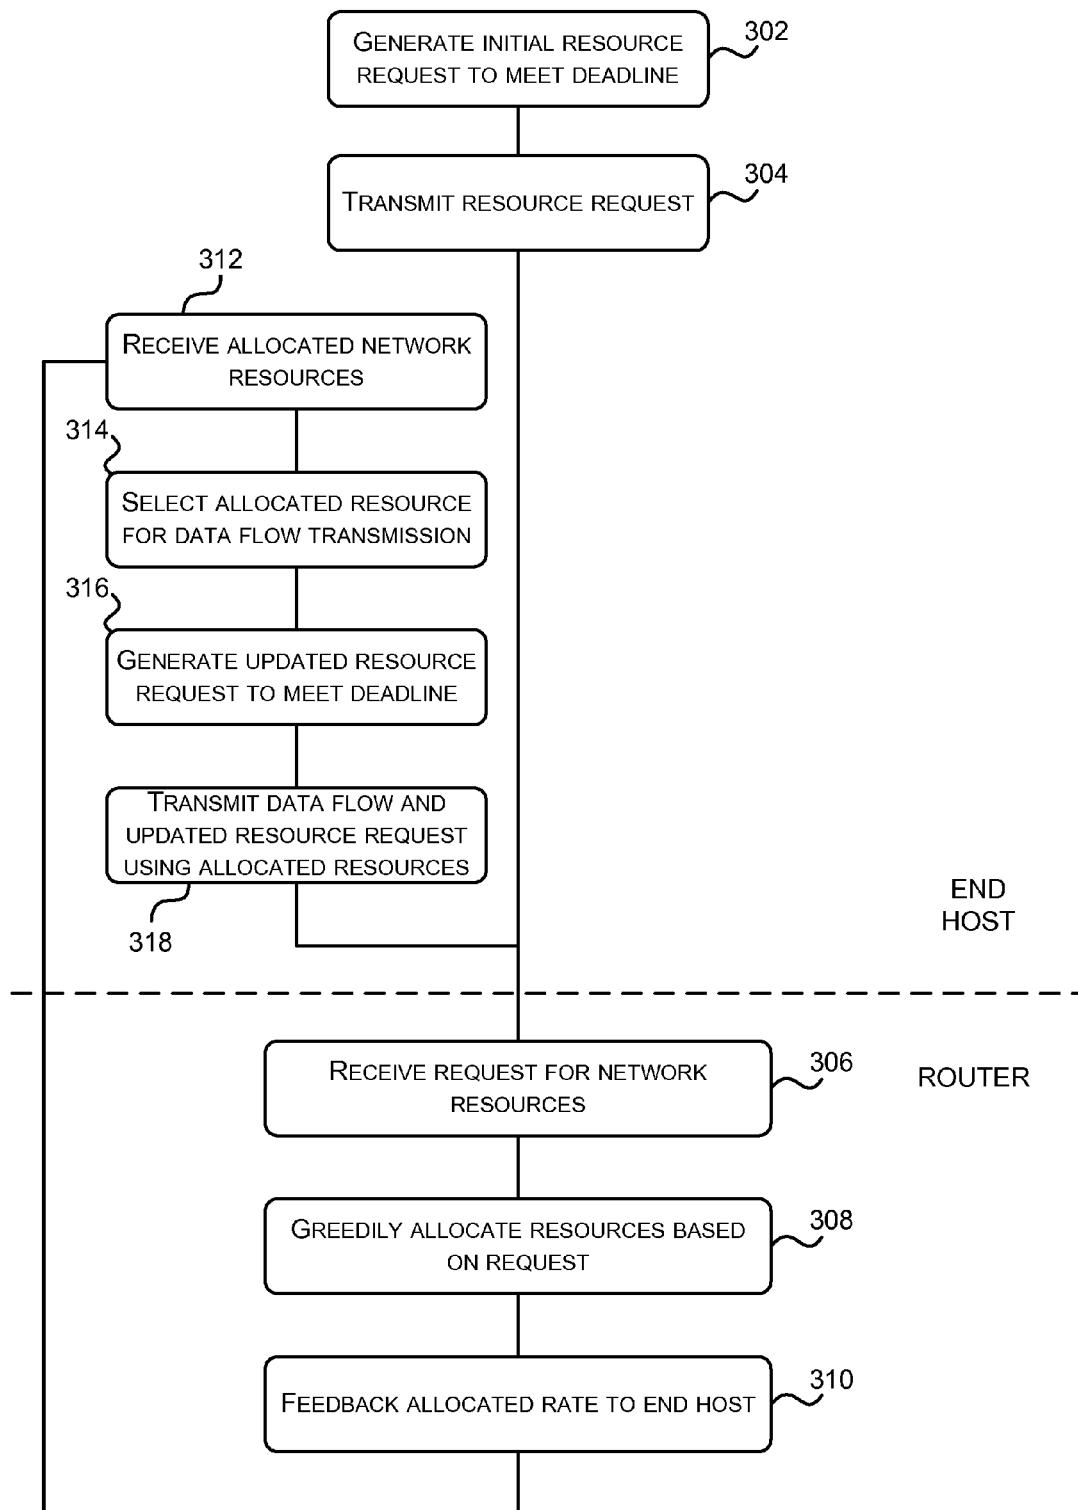 GENERATE INITIAL RESOURCE
REQUEST TO MEET DEADLINE
302
TRANSMIT RESOURCE REQUEST
304
312
RECEIVE ALLOCATED NETWORK
RESOURCES
314
SELECT ALLOCATED RESOURCE
FOR DATA FLOW TRANSMISSION
316
GENERATE UPDATED RESOURCE
REQUEST TO MEET DEADLINE
TRANSMIT DATA FLOW AND
UPDATED RESOURCE REQUEST
USING ALLOCATED RESOURCES
318
END
HOST
RECEIVE REQUEST FOR NETWORK
RESOURCES
306
ROUTER
GREEDILY ALLOCATE RESOURCES BASED
ON REQUEST
308
FEEDBACK ALLOCATED RATE TO END HOST
310